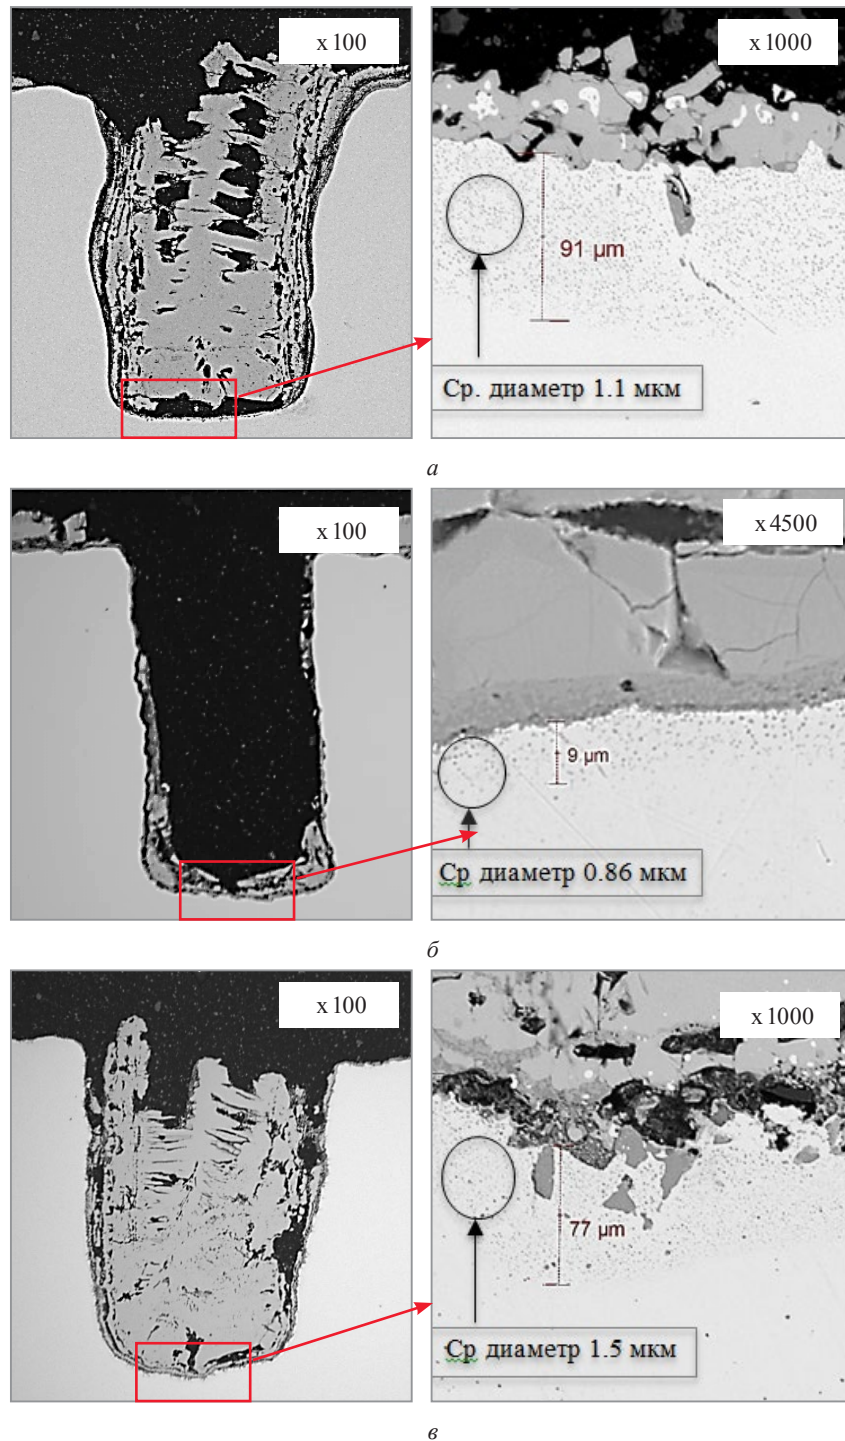 x 100
x 1000
91 µm
Ср. диаметр 1.1 мкм
а
x 100
x 4500
9 µm
Ср диаметр 0.86 мкм
б
x 100
x 1000
77 µm
Ср диаметр 1.5 мкм
в